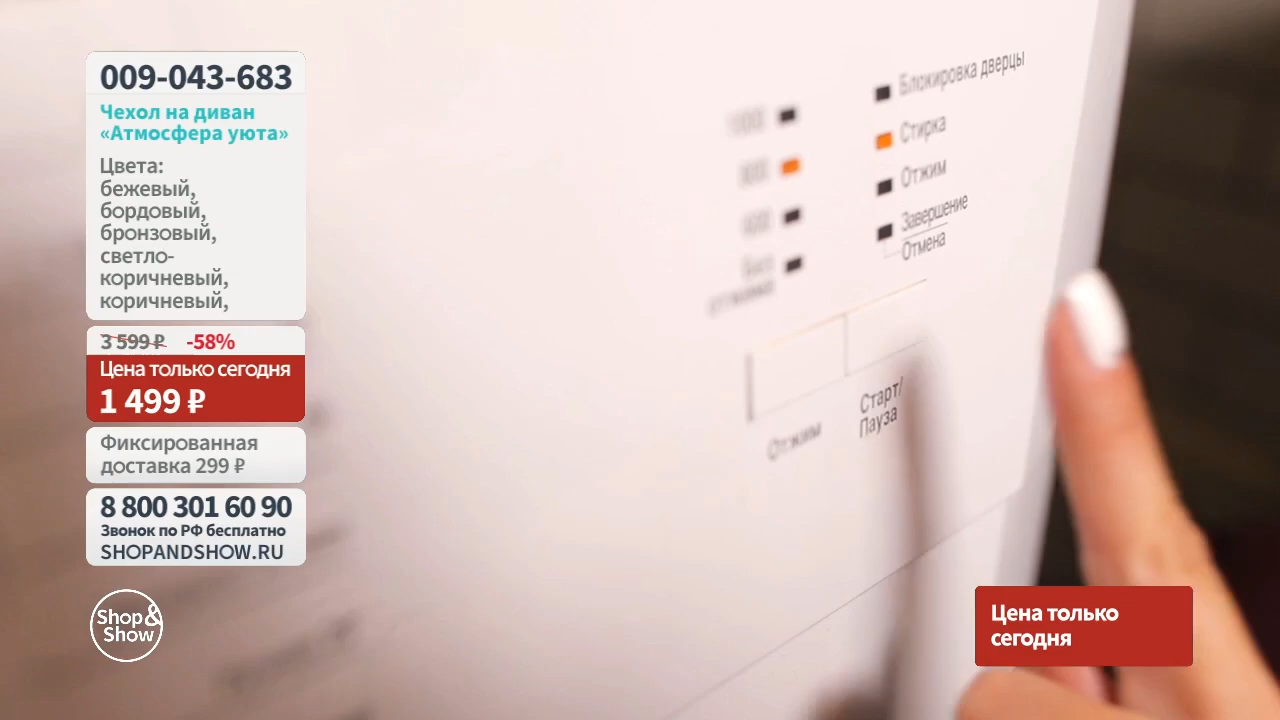 009-043-683
Чехол на диван
«Атмосфера уюта»
Цвета:
бежевый,
бордовый,
бронзовый,
светло-
коричневый,
коричневый,
3 599 ₽ -58%
Цена только сегодня
1 499 ₽
Фиксированная
доставка 299 ₽
8 800 301 60 90
Звонок по РФ бесплатно
SHOPANDSHOW.RU
Shop&
Show
Блокировка дверцы
Стирка
Отжим
Завершение
Отмена
Старт/
Пауза
Отжим
Цена только
сегодня